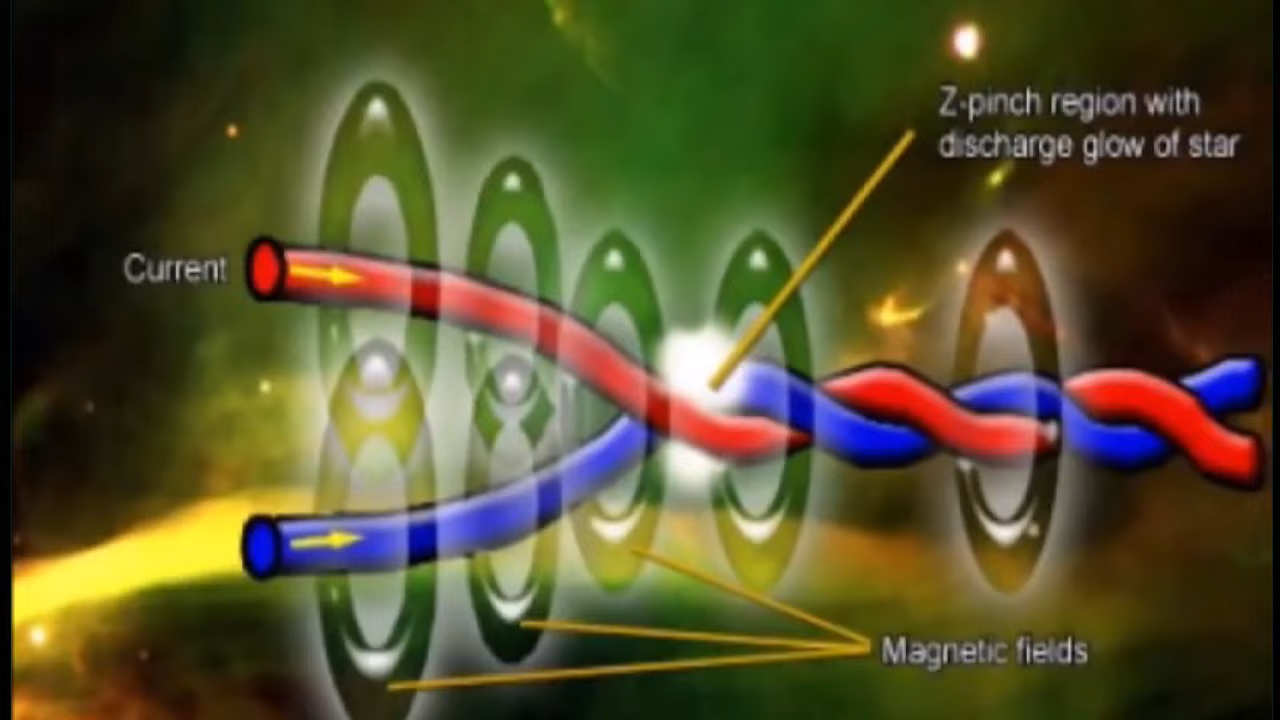 Z-pinch region with
discharge glow of star
Current
Magnetic fields